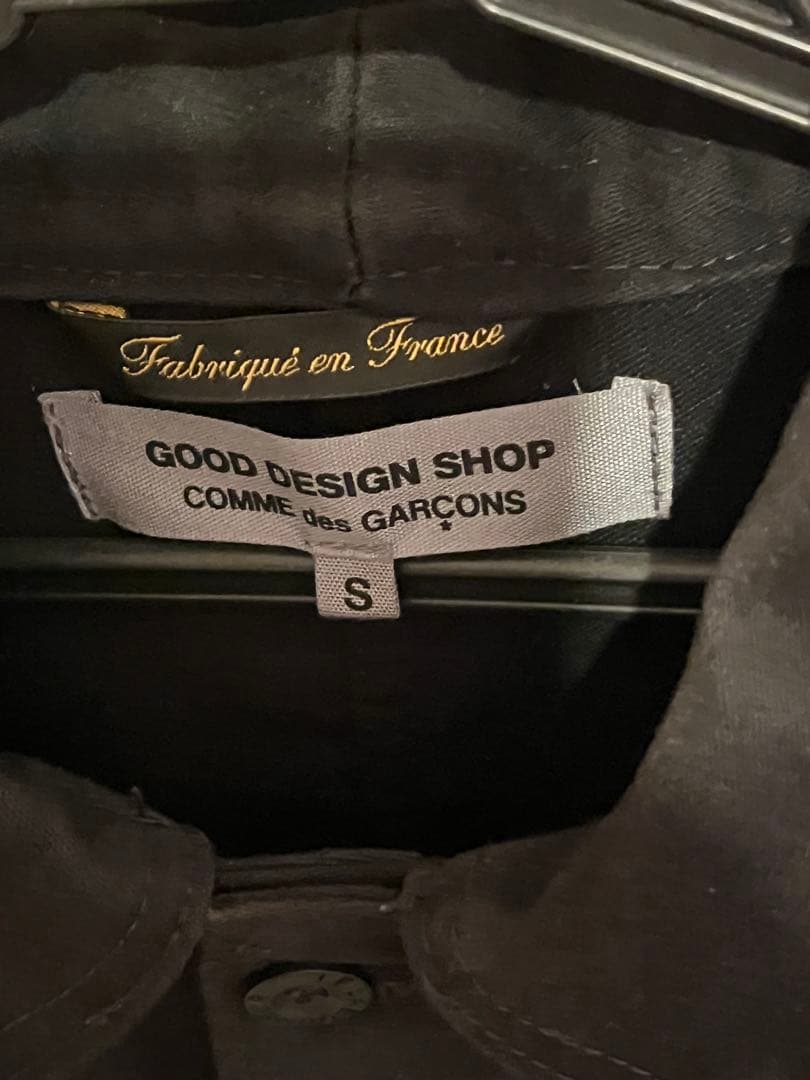 Fabriqué en France
GOOD DESIGN SHOP
COMME des GARÇONS
S